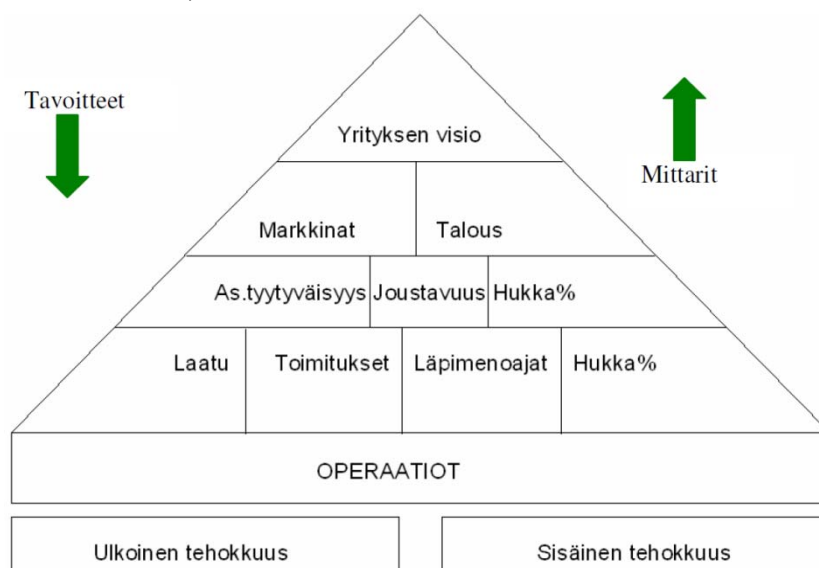 Tavoitteet
Yrityksen visio
Mittarit
Markkinat
Talous
As.tyytyväisyys
Joustavuus
Hukka%
Laatu
Toimitukset
Läpimenoajat
Hukka%
OPERAATIOT
Ulkoinen tehokkuus
Sisäinen tehokkuus